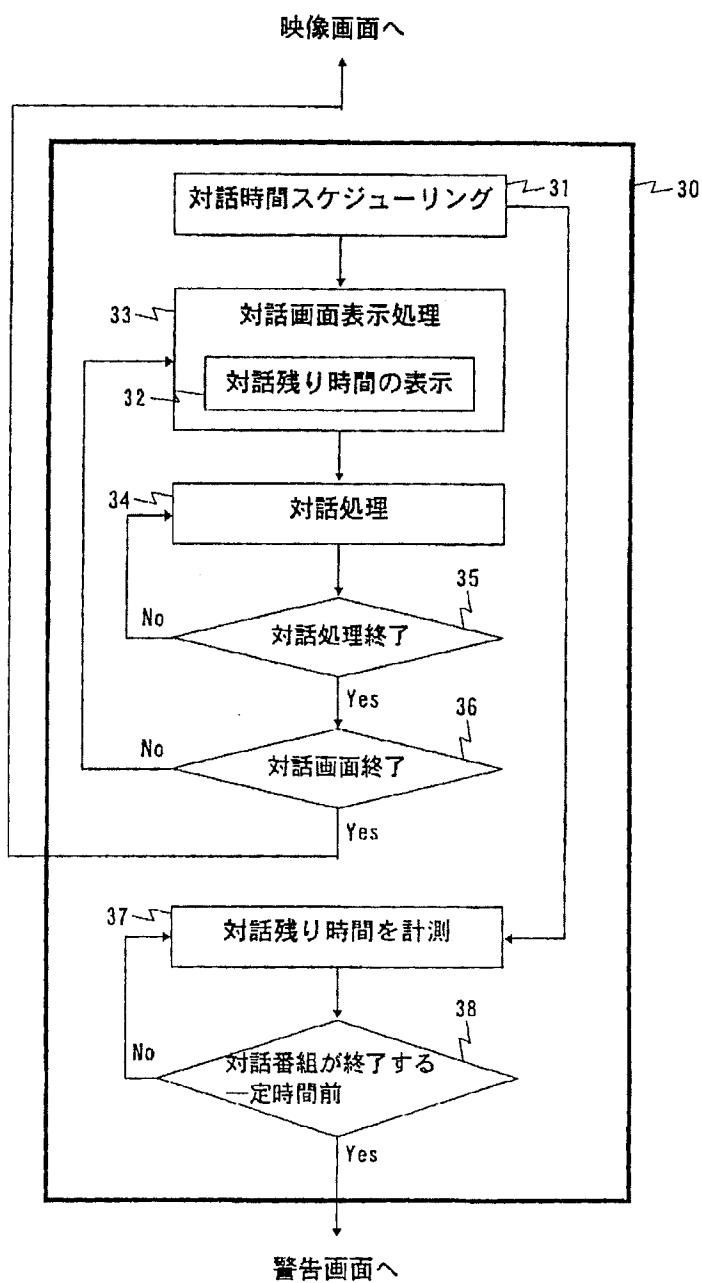 映像画面へ
対話時間スケジューリング
31
30
33
対話画面表示処理
32
対話残り時間の表示
34
対話処理
35
No
対話処理終了
Yes
36
No
対話画面終了
Yes
37
対話残り時間を計測
38
No
対話番組が終了する
一定時間前
Yes
警告画面へ